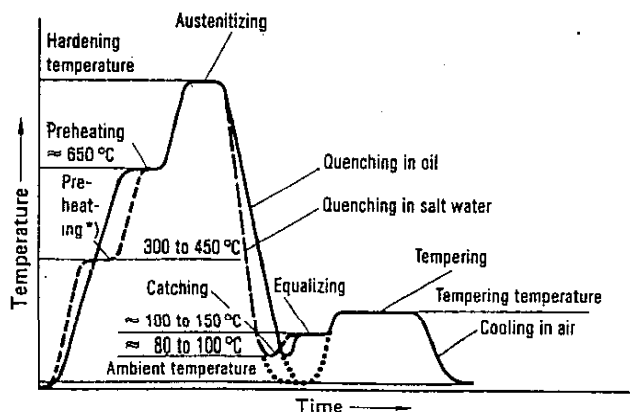 Austenitizing
Hardening
temperature
Preheating
≈ 650 °C
Pre-
heat-
ing*)
Quenching in oil
Quenching in salt water
300 to 450 °C
Catching
Equalizing
Tempering
Tempering temperature
≈ 100 to 150 °C
≈ 80 to 100 °C
Cooling in air
Ambient temperature
Temperature
Time